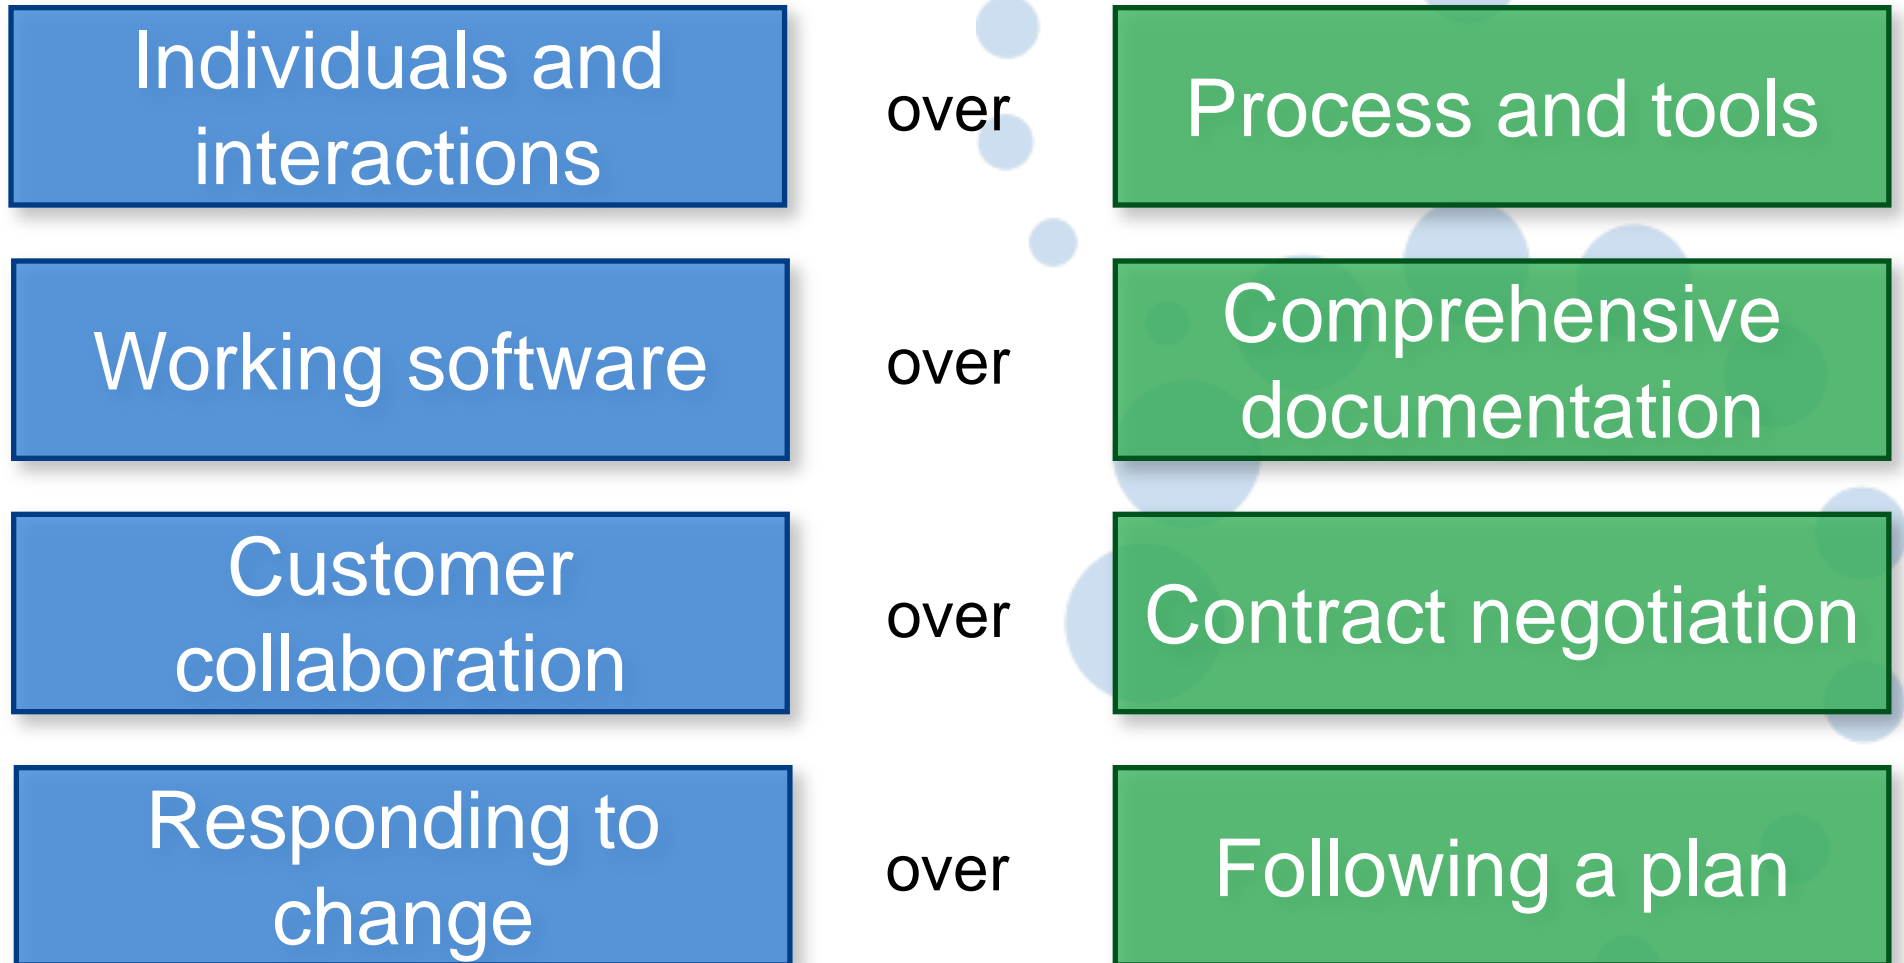 Individuals and
interactions
over
Process and tools
Working software
over
Comprehensive
documentation
Customer
collaboration
over
Contract negotiation
Responding to
change
over
Following a plan